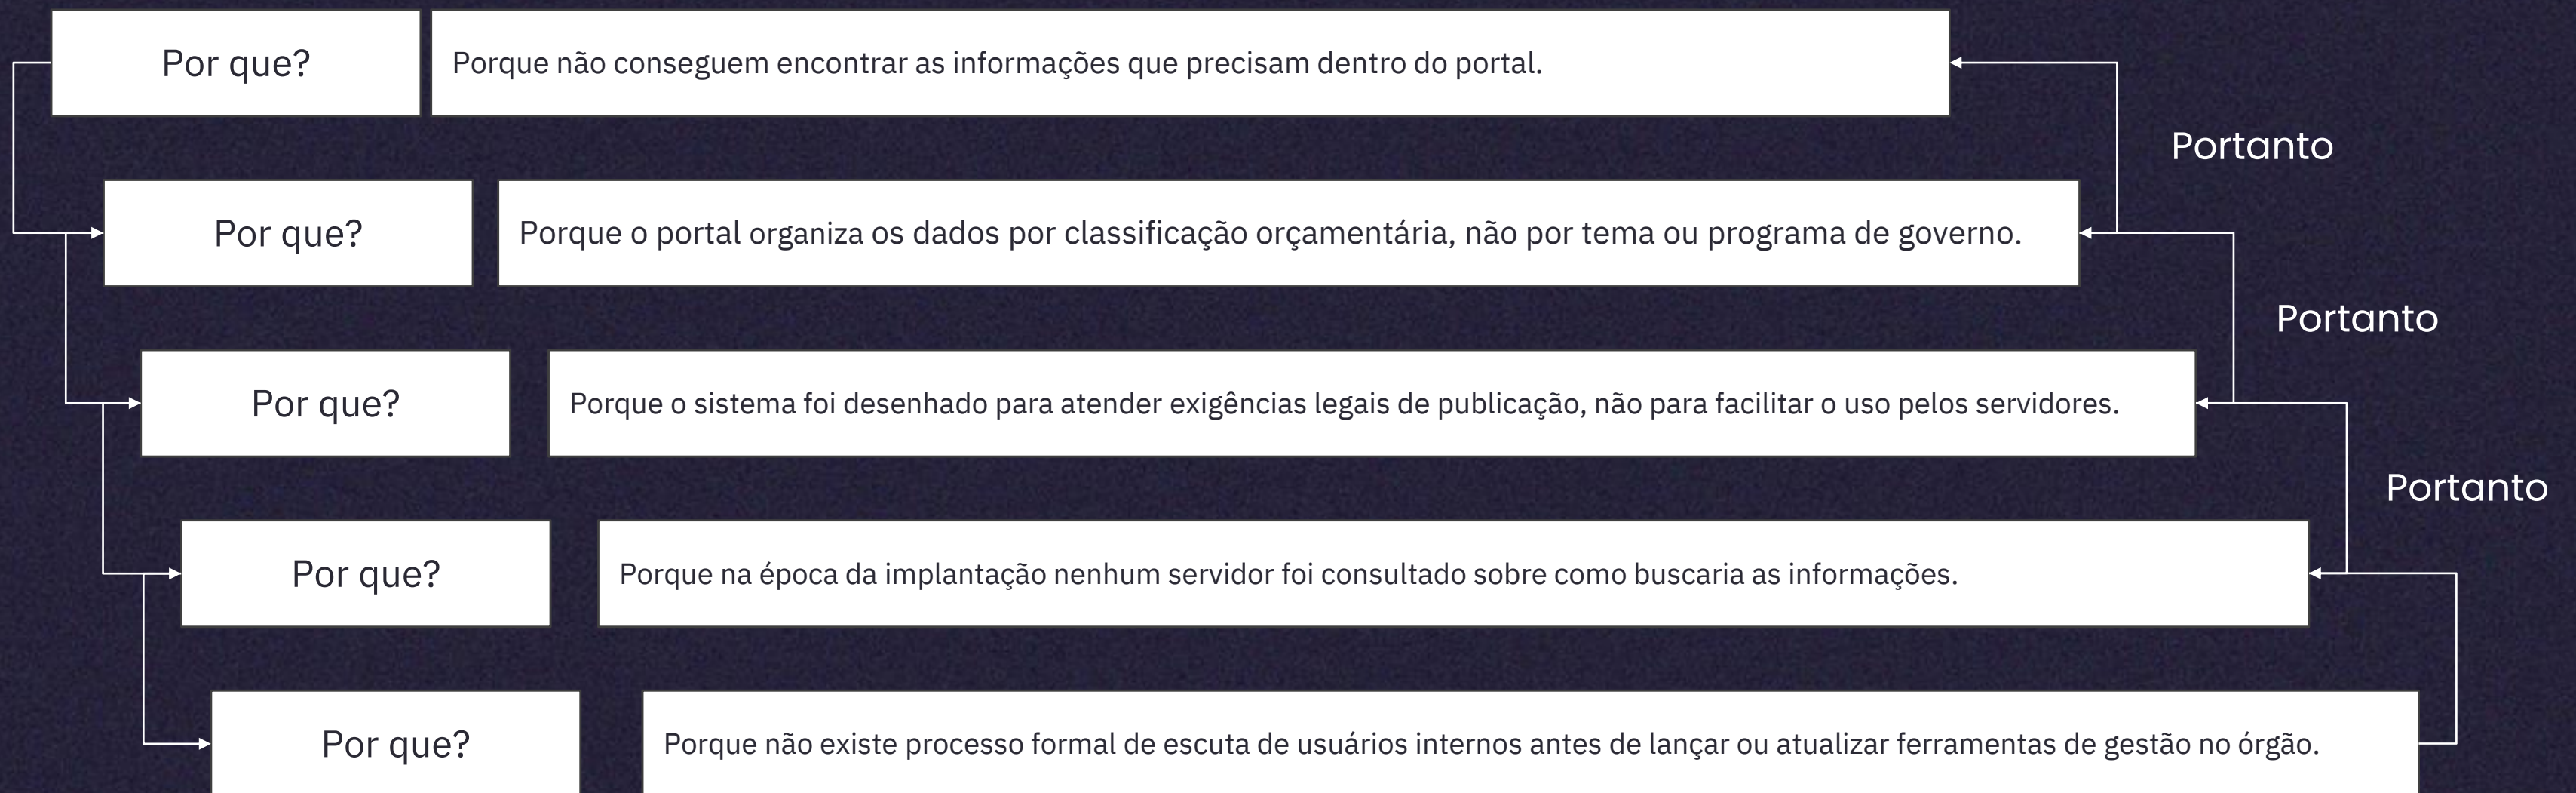 Por que?
Porque não conseguem encontrar as informações que precisam dentro do portal.
Portanto
Por que?
Porque o portal organiza os dados por classificação orçamentária, não por tema ou programa de governo.
Portanto
Por que?
Porque o sistema foi desenhado para atender exigências legais de publicação, não para facilitar o uso pelos servidores.
Portanto
Por que?
Porque na época da implantação nenhum servidor foi consultado sobre como buscaria as informações.
Por que?
Porque não existe processo formal de escuta de usuários internos antes de lançar ou atualizar ferramentas de gestão no órgão.